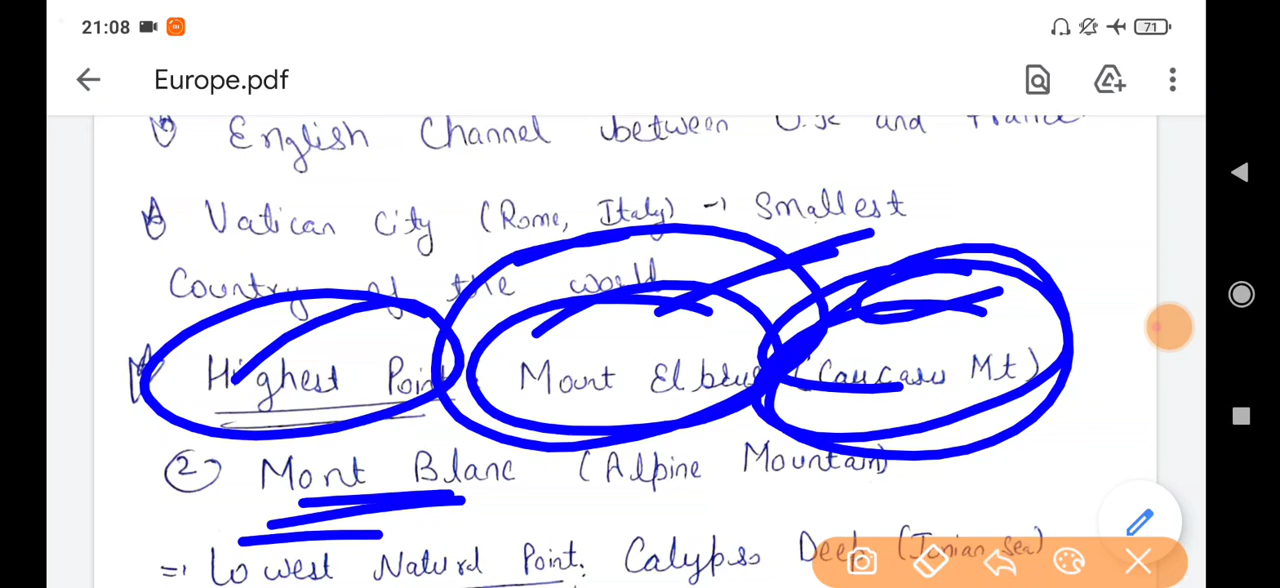 21:08
71
Europe.pdf
English Channel between U.K and France
Vatican City (Rome, Italy) → Smallest
Country of the world
Highest Point Mount Elbrus (Caucasus Mt)
② Mont Blanc (Alpine Mountain)
=) Lowest Natural Point: Calypso Deep (Ionian Sea)